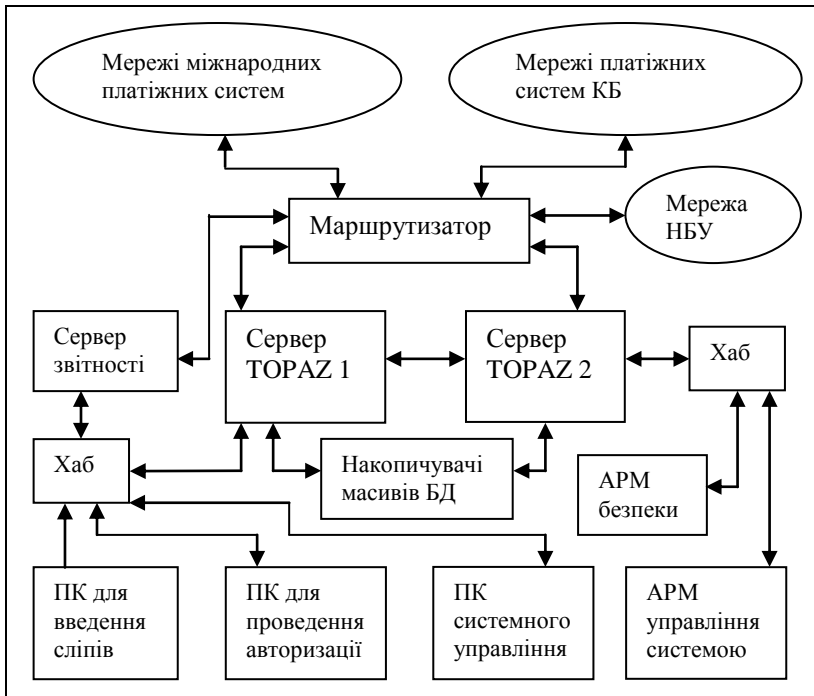 Мережі міжнародних
платіжних систем
Мережі платіжних
систем КБ
Маршрутизатор
Мережа
НБУ
Сервер
звітності
Сервер
TOPAZ 1
Сервер
TOPAZ 2
Хаб
Хаб
Накопичувачі
масивів БД
АРМ
безпеки
ПК для
введення
сліпів
ПК для
проведення
авторизації
ПК
системного
управління
АРМ
управління
системою